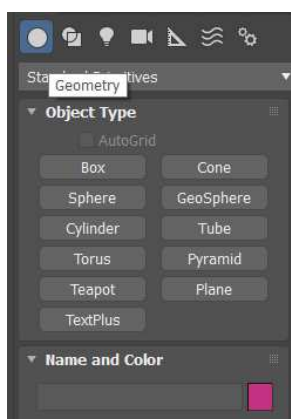 Standard Primitives
Geometry
Object Type
AutoGrid
Box Cone
Sphere GeoSphere
Cylinder Tube
Torus Pyramid
Teapot Plane
TextPlus
Name and Color